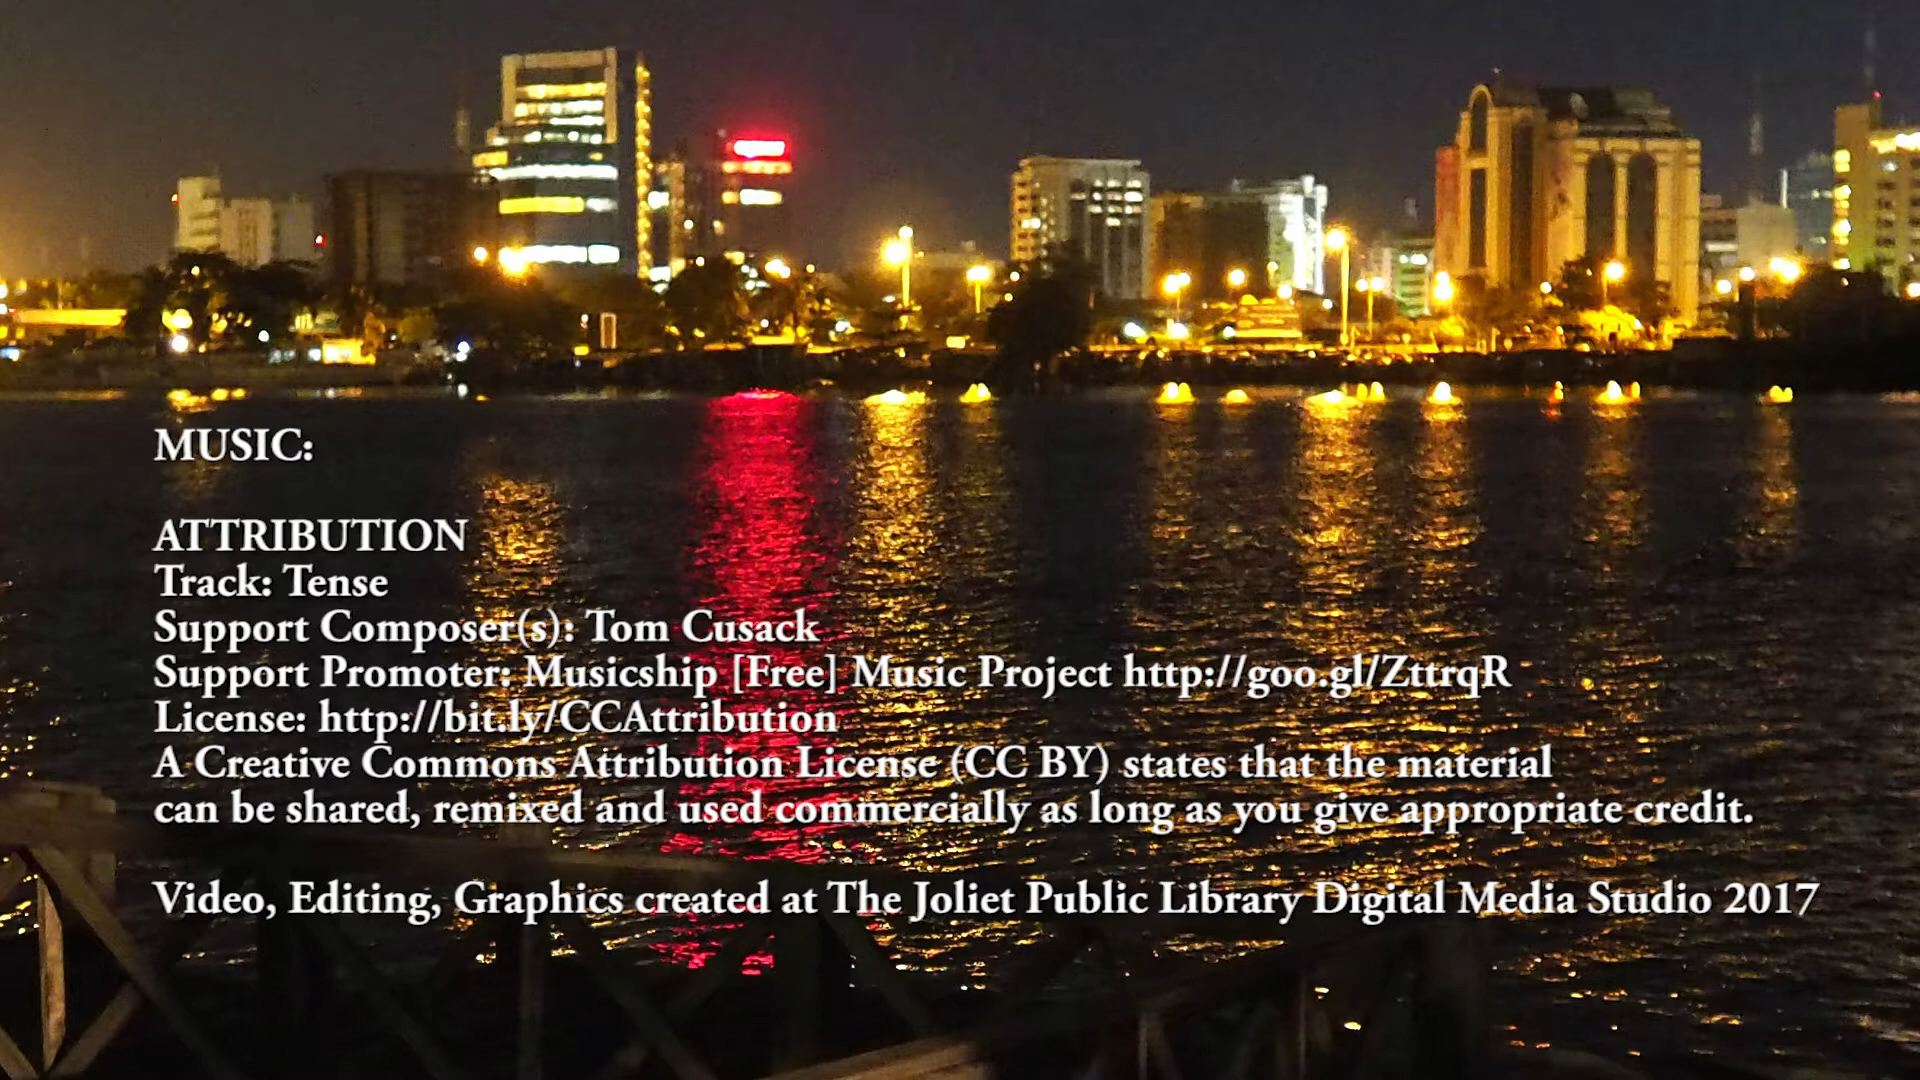 MUSIC:
ATTRIBUTION
Track: Tense
Support Composer(s): Tom Cusack
Support Promoter: Musicship [Free] Music Project http://goo.gl/ZttrqR
License: http://bit.ly/CCAttribution
A Creative Commons Attribution License (CC BY) states that the material
can be shared, remixed and used commercially as long as you give appropriate credit.
Video, Editing, Graphics created at The Joliet Public Library Digital Media Studio 2017